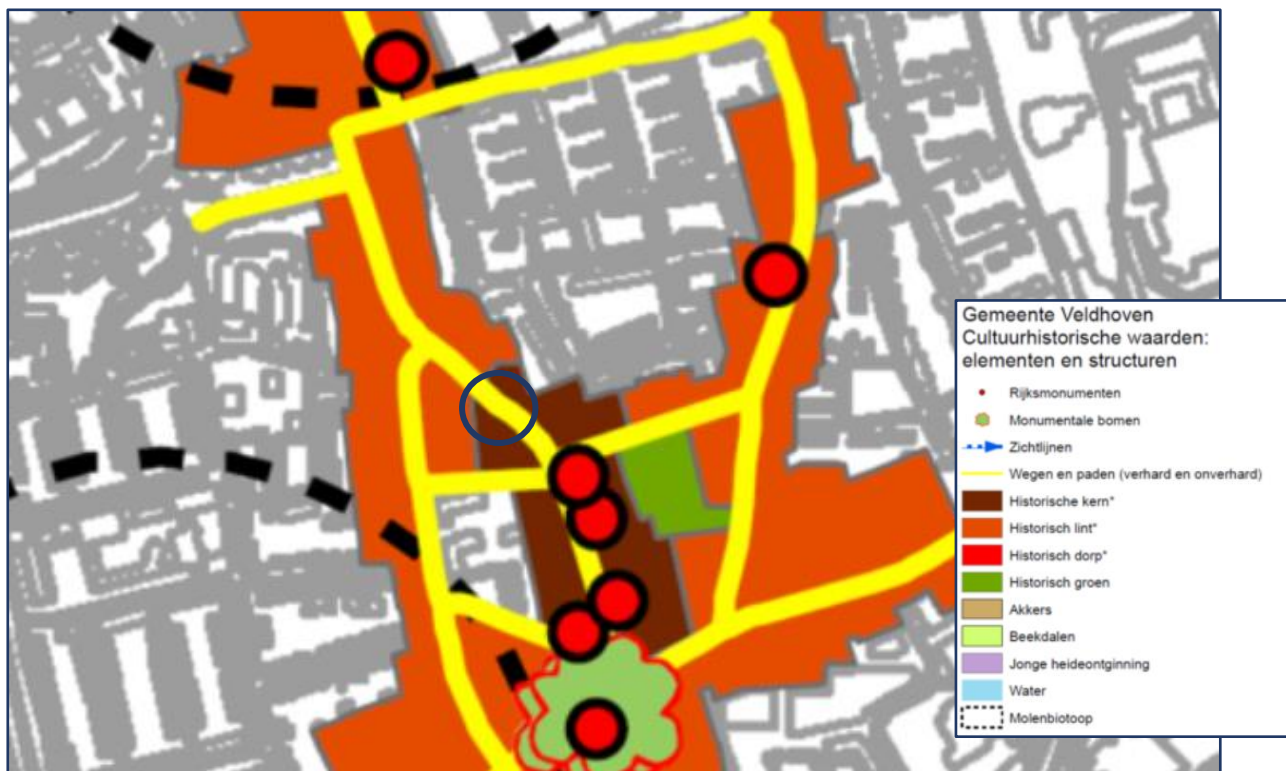 Gemeente Veldhoven
Cultuurhistorische waarden:
elementen en structuren
Rijksmonumenten
Monumentale bomen
Zichtlijnen
Wegen en paden (verhard en onverhard)
Historische kern*
Historisch lint*
Historisch dorp*
Historisch groen
Akkers
Beekdalen
Jonge heideontginning
Water
Molenbiotoop